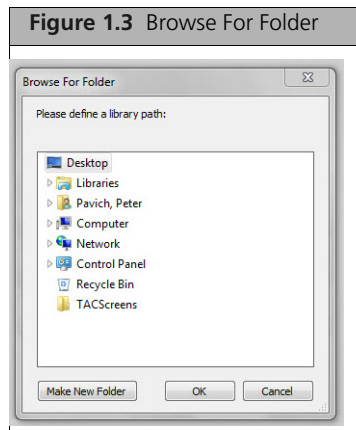 Figure 1.3 Browse For Folder
Browse For Folder
Please define a library path:
Desktop
Libraries
Pavich, Peter
Computer
Network
Control Panel
Recycle Bin
TACScreens
Make New Folder OK Cancel